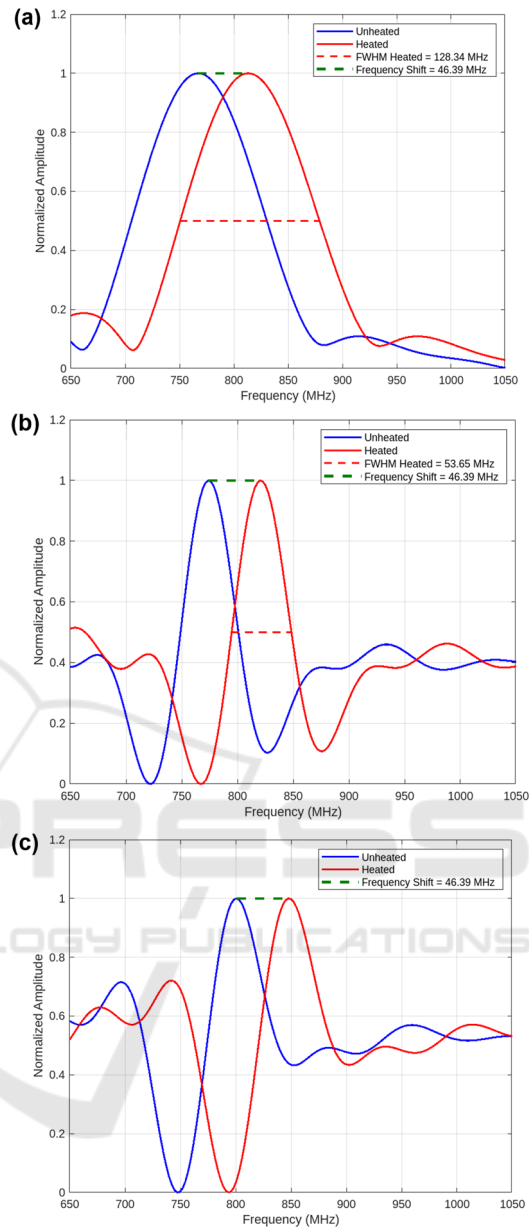 (a)
1.2
1
0.8
0.6
0.4
0.2
0
Normalized Amplitude
Unheated
Heated
FWHM Heated = 128.34 MHz
Frequency Shift = 46.39 MHz
650 700 750 800 850 900 950 1000 1050
Frequency (MHz)
(b)
1.2
1
0.8
0.6
0.4
0.2
0
Normalized Amplitude
Unheated
Heated
FWHM Heated = 53.65 MHz
Frequency Shift = 46.39 MHz
650 700 750 800 850 900 950 1000 1050
Frequency (MHz)
PRESS
(c)
1.2
1
0.8
0.6
0.4
0.2
0
Normalized Amplitude
Unheated
Heated
Frequency Shift = 46.39 MHz
LOGY PUBLICATIONS
650 700 750 800 850 900 950 1000 1050
Frequency (MHz)